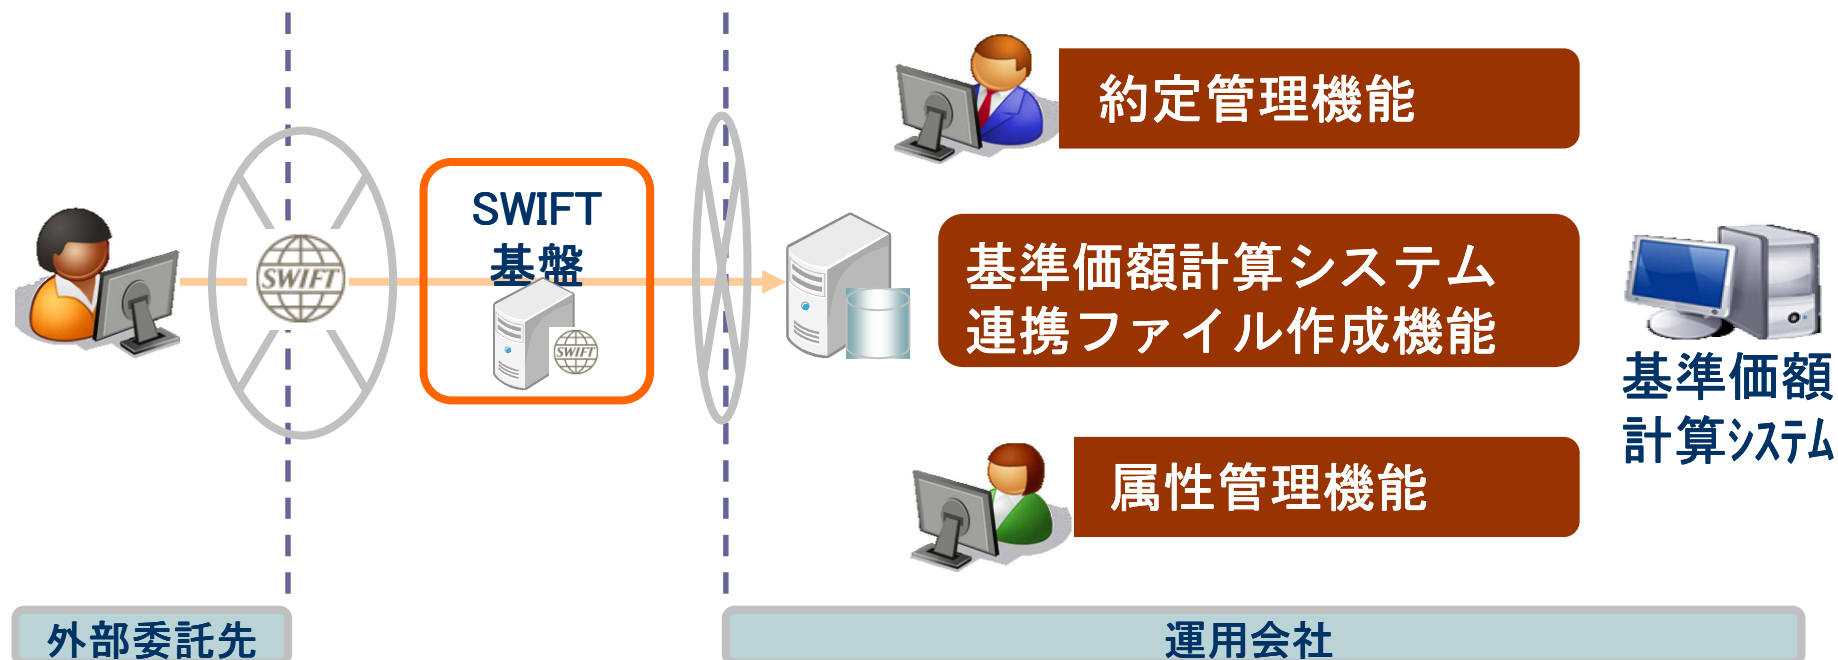 約定管理機能
SWIFT
基盤
SWIFT
SWIFT
基準価額計算システム
連携ファイル作成機能
基準価額
計算ｼｽﾃﾑ
属性管理機能
外部委託先
運用会社